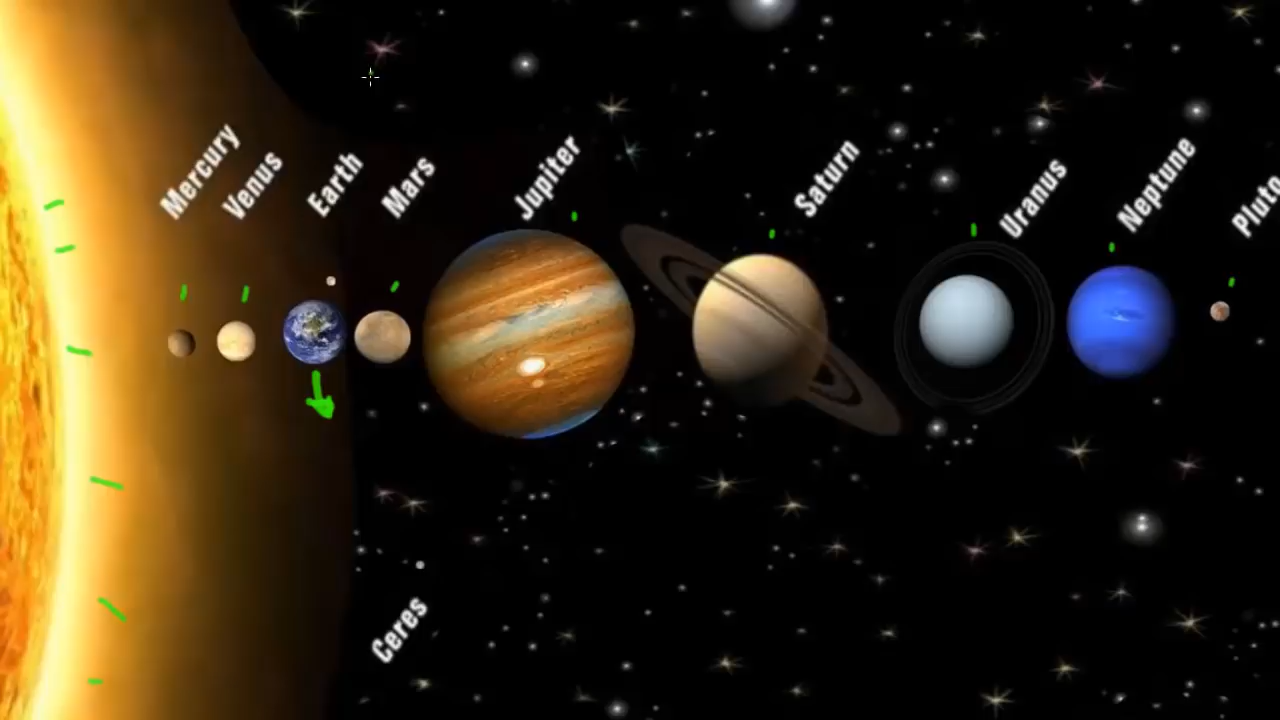 Mercury
Venus
Earth
Mars
Jupiter
Saturn
Uranus
Neptune
Pluto
Ceres